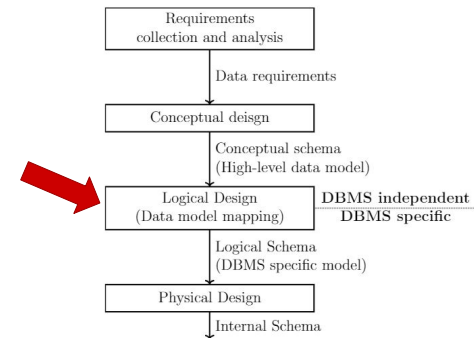 Requirements
collection and analysis
Data requirements
Conceptual deisgn
Conceptual schema
(High-level data model)
Logical Design
(Data model mapping)
DBMS independent
DBMS specific
Logical Schema
(DBMS specific model)
Physical Design
Internal Schema